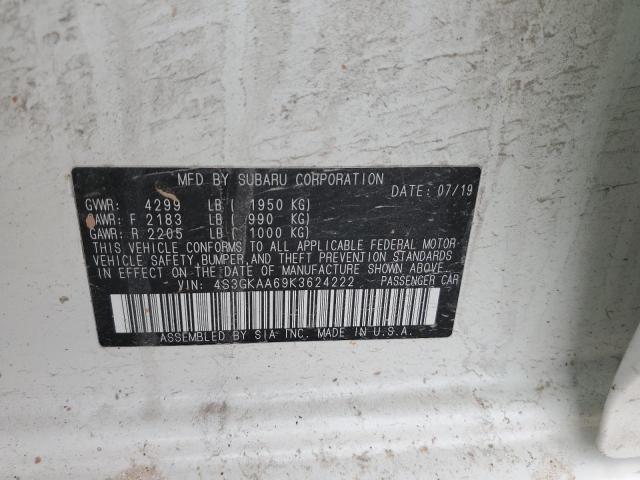 MFD BY SUBARU CORPORATION
DATE: 07/19
GVWR: 4299 LB ( 1950 KG)
GAWR: F 2183 LB ( 990 KG)
GAWR: R 2205 LB ( 1000 KG)
THIS VEHICLE CONFORMS TO ALL APPLICABLE FEDERAL MOTOR
VEHICLE SAFETY, BUMPER, AND THEFT PREVENTION STANDARDS
IN EFFECT ON THE DATE OF MANUFACTURE SHOWN ABOVE.
VIN: 4S3GKAA69K3624222 PASSENGER CAR
ASSEMBLED BY SIA INC. IN U.S.A.